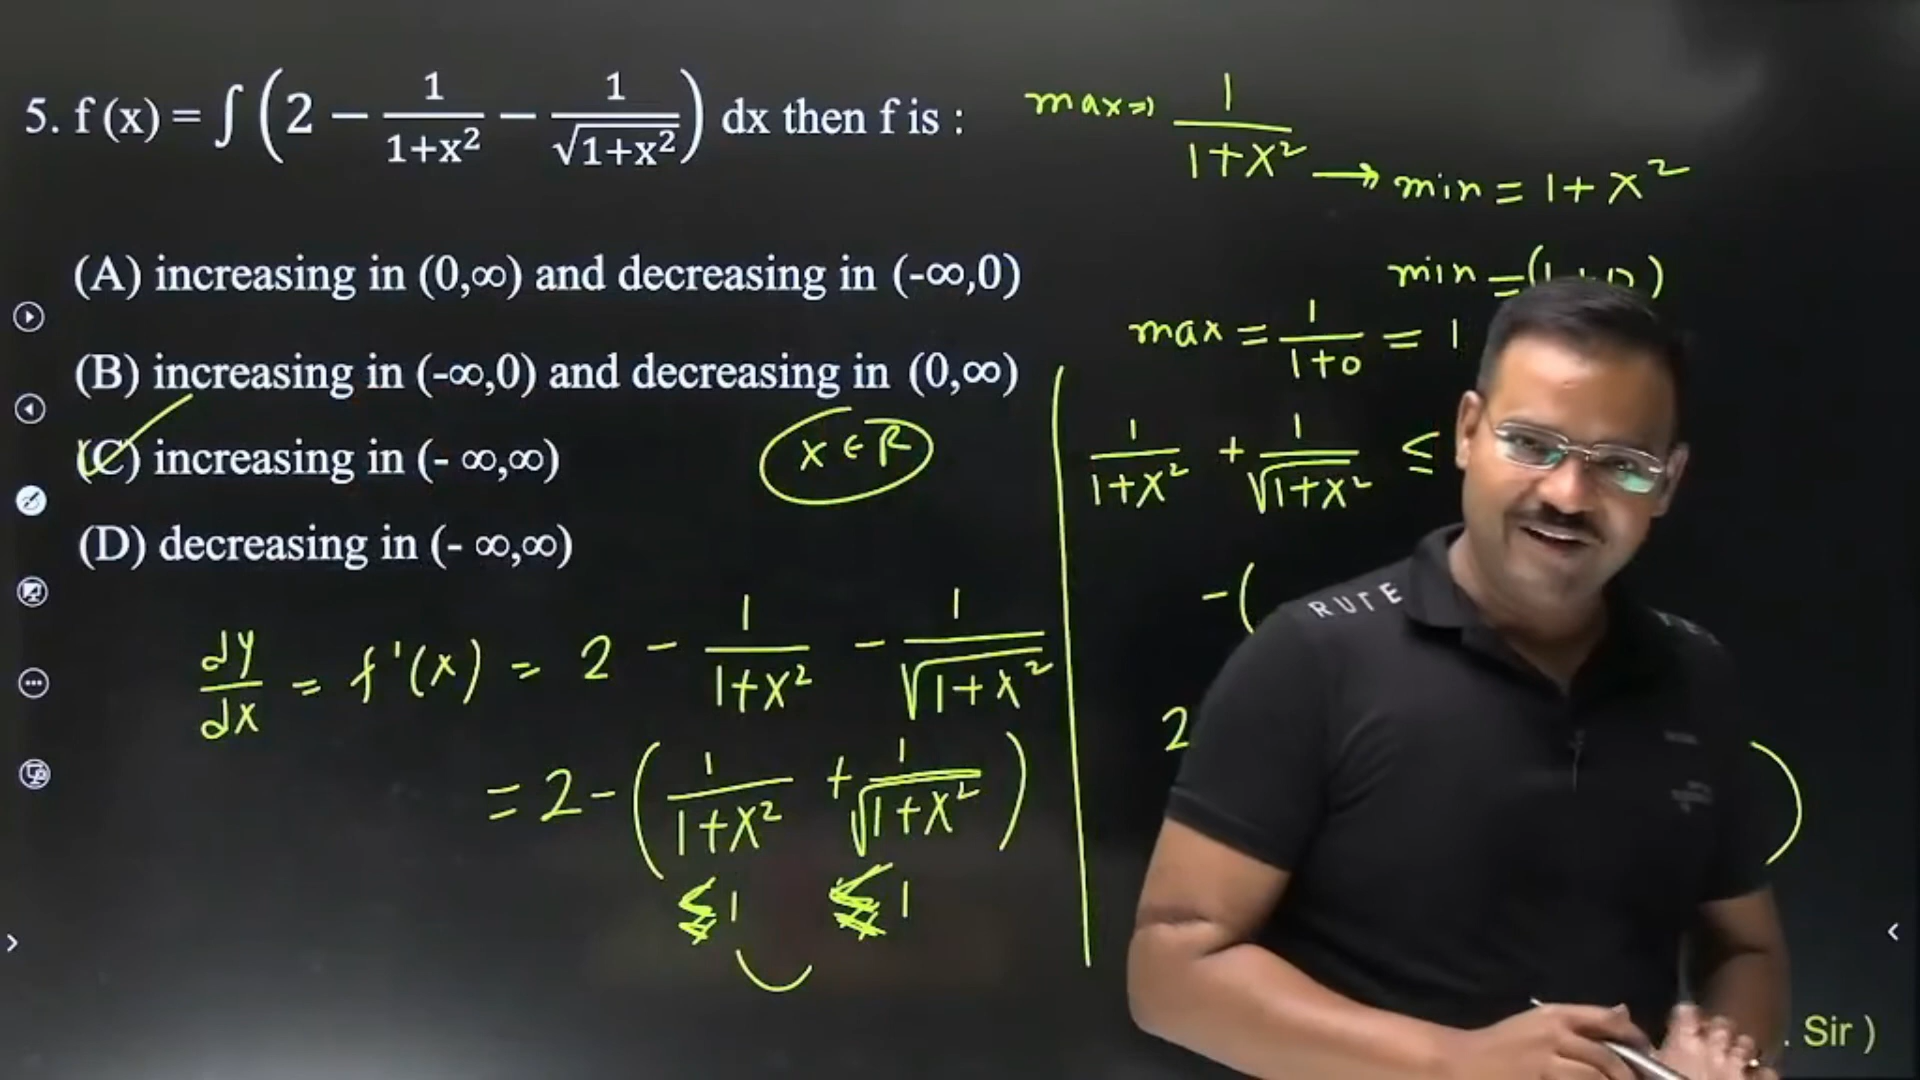 5. f (x) = ∫ (2 − 1/(1+x²) − 1/√(1+x²)) dx then f is :
(A) increasing in (0,∞) and decreasing in (-∞,0)
(B) increasing in (-∞,0) and decreasing in (0,∞)
(C) increasing in (- ∞,∞)
(D) decreasing in (- ∞,∞)
x ∈ R
dy/dx = f'(x) = 2 − 1/(1+x²) − 1/√(1+x²)
= 2 − (1/(1+x²) + 1/√(1+x²))
≤ 1 ≤ 1
max ⇒ 1/(1+x²) → min = 1+x²
min =
max = 1/(1+0) = 1
1/(1+x²) + 1/√(1+x²) ≤
−(
2
)
RUTE
. Sir )